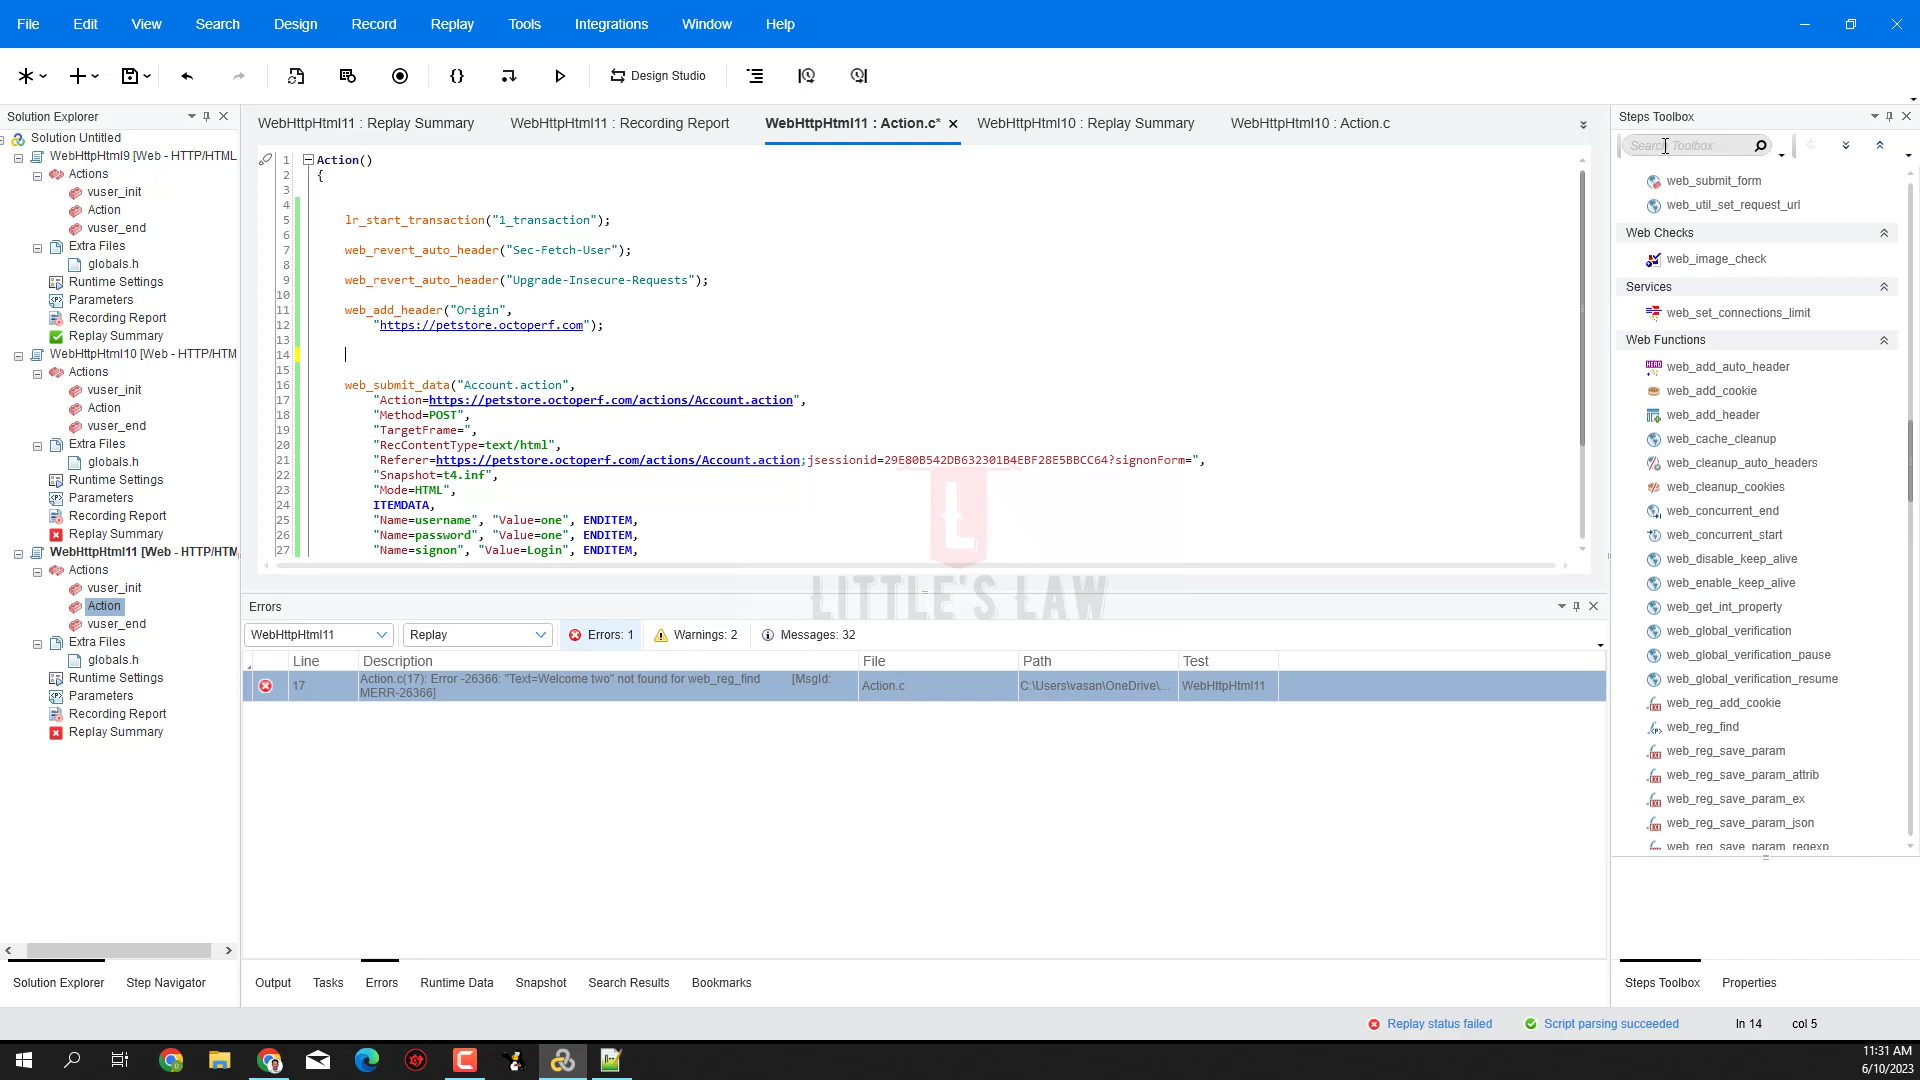 File Edit View Search Design Record Replay Tools Integrations Window Help
Design Studio
Solution Explorer
Solution Untitled
WebHttpHtml9 [Web - HTTP/HTML
Actions
vuser_init
Action
vuser_end
Extra Files
globals.h
Runtime Settings
Parameters
Recording Report
Replay Summary
WebHttpHtml10 [Web - HTTP/HTM
Actions
vuser_init
Action
vuser_end
Extra Files
globals.h
Runtime Settings
Parameters
Recording Report
Replay Summary
WebHttpHtml11 [Web - HTTP/HTM
Actions
vuser_init
Action
vuser_end
Extra Files
globals.h
Runtime Settings
Parameters
Recording Report
Replay Summary
Solution Explorer Step Navigator
WebHttpHtml11 : Replay Summary WebHttpHtml11 : Recording Report WebHttpHtml11 : Action.c* WebHttpHtml10 : Replay Summary WebHttpHtml10 : Action.c
1 Action()
2 {
3
4
5 lr_start_transaction("1_transaction");
6
7 web_revert_auto_header("Sec-Fetch-User");
8
9 web_revert_auto_header("Upgrade-Insecure-Requests");
10
11 web_add_header("Origin",
12 "https://petstore.octoperf.com");
13
14
15
16 web_submit_data("Account.action",
17 "Action=https://petstore.octoperf.com/actions/Account.action",
18 "Method=POST",
19 "TargetFrame=",
20 "RecContentType=text/html",
21 "Referer=https://petstore.octoperf.com/actions/Account.action;jsessionid=29E80B542DB632301B4EBF28E5BBCC64?signonForm=",
22 "Snapshot=t4.inf",
23 "Mode=HTML",
24 ITEMDATA,
25 "Name=username", "Value=one", ENDITEM,
26 "Name=password", "Value=one", ENDITEM,
27 "Name=signon", "Value=Login", ENDITEM,
L
LITTLE'S LAW
Errors
WebHttpHtml11 Replay Errors: 1 Warnings: 2 Messages: 32
Line Description File Path Test
17 Action.c(17): Error -26366: "Text=Welcome two" not found for web_reg_find [MsgId: Action.c C:\Users\vasan\OneDrive\... WebHttpHtml11
MERR-26366]
Output Tasks Errors Runtime Data Snapshot Search Results Bookmarks
Steps Toolbox
Search Toolbox
web_submit_form
web_util_set_request_url
Web Checks
web_image_check
Services
web_set_connections_limit
Web Functions
web_add_auto_header
web_add_cookie
web_add_header
web_cache_cleanup
web_cleanup_auto_headers
web_cleanup_cookies
web_concurrent_end
web_concurrent_start
web_disable_keep_alive
web_enable_keep_alive
web_get_int_property
web_global_verification
web_global_verification_pause
web_global_verification_resume
web_reg_add_cookie
web_reg_find
web_reg_save_param
web_reg_save_param_attrib
web_reg_save_param_ex
web_reg_save_param_json
web_reg_save_param_regexp
Steps Toolbox Properties
Replay status failed Script parsing succeeded ln 14 col 5
11:31 AM
6/10/2023